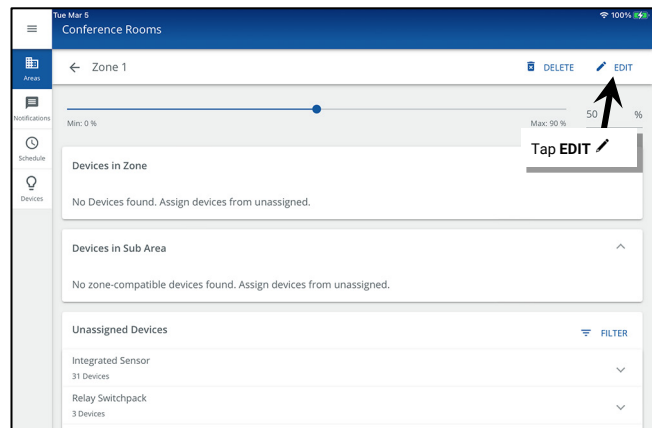 Tue Mar 5
100%
Conference Rooms
Areas
Zone 1
DELETE
EDIT
Notifications
Min: 0 %
Max: 90 %
50 %
Tap EDIT
Schedule
Devices in Zone
Devices
No Devices found. Assign devices from unassigned.
Devices in Sub Area
No zone-compatible devices found. Assign devices from unassigned.
Unassigned Devices
FILTER
Integrated Sensor
31 Devices
Relay Switchpack
3 Devices